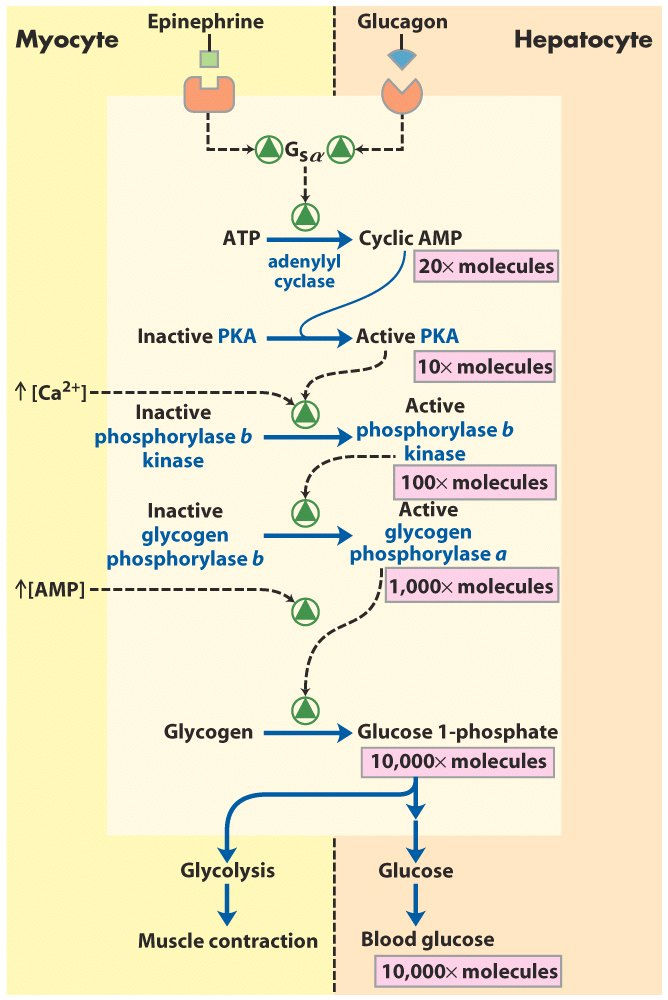 Myocyte
Epinephrine
Glucagon
Hepatocyte
Gsα
ATP
Cyclic AMP
adenylyl
cyclase
20× molecules
Inactive PKA
Active PKA
10× molecules
↑[Ca2+]
Inactive
phosphorylase b
kinase
Active
phosphorylase b
kinase
100× molecules
Inactive
glycogen
phosphorylase b
Active
glycogen
phosphorylase a
1,000× molecules
↑[AMP]
Glycogen
Glucose 1-phosphate
10,000× molecules
Glycolysis
Glucose
Muscle contraction
Blood glucose
10,000× molecules